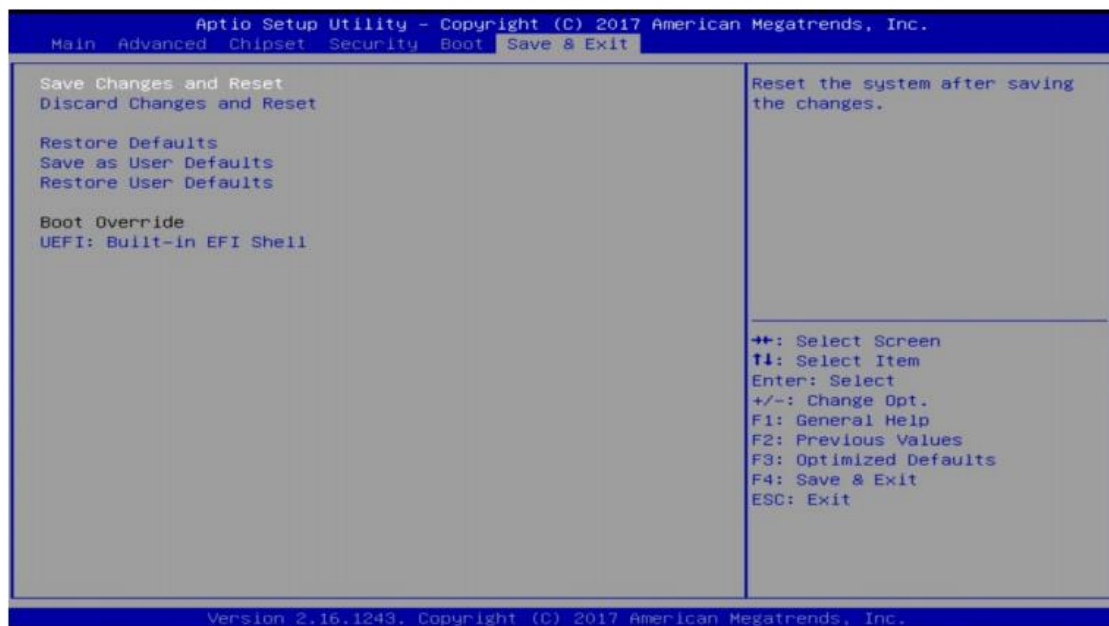 Aptio Setup Utility – Copyright (C) 2017 American Megatrends, Inc.
Main Advanced Chipset Security Boot Save & Exit
Save Changes and Reset
Discard Changes and Reset
Restore Defaults
Save as User Defaults
Restore User Defaults
Boot Override
UEFI: Built-in EFI Shell
Reset the system after saving
the changes.
→←: Select Screen
↑↓: Select Item
Enter: Select
+/-: Change Opt.
F1: General Help
F2: Previous Values
F3: Optimized Defaults
F4: Save & Exit
ESC: Exit
Version 2.16.1243. Copyright (C) 2017 American Megatrends, Inc.